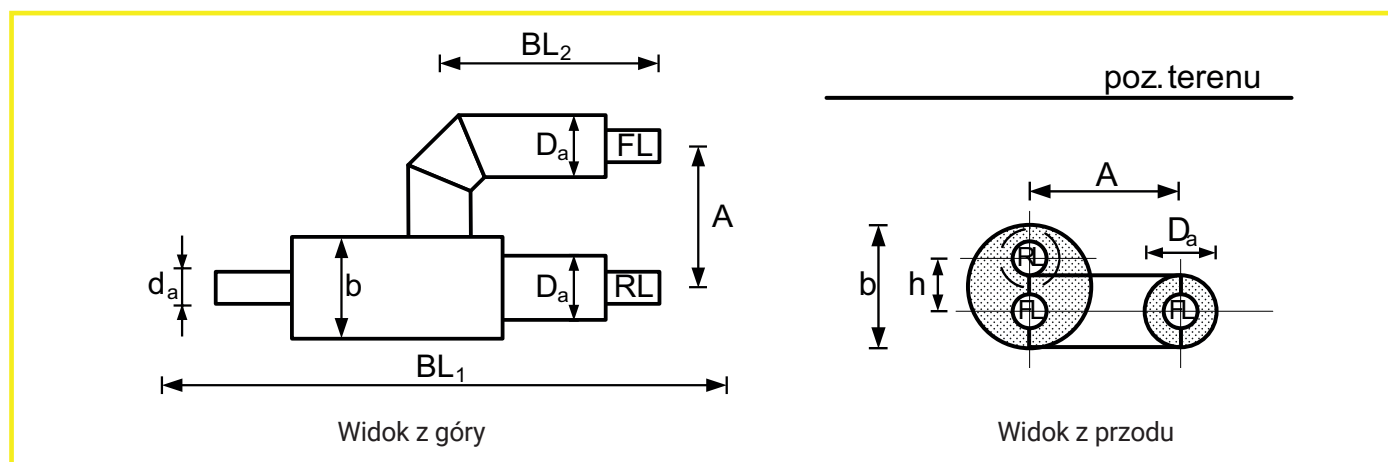 BL₂
poz. terenu
Dₐ
FL
A
A
Dₐ
dₐ
b
Dₐ
RL
b
h
RL
FL
FL
BL₁
Widok z góry
Widok z przodu